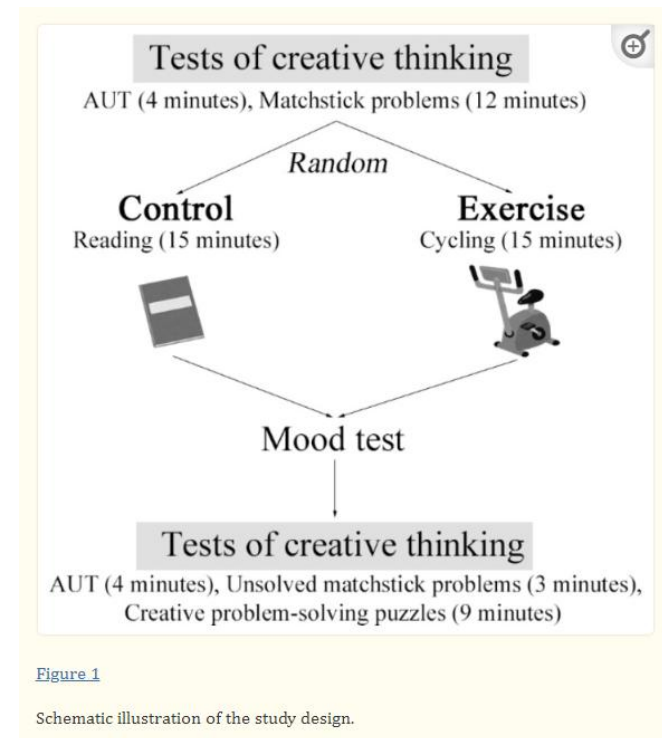 Tests of creative thinking
AUT (4 minutes), Matchstick problems (12 minutes)
Random
Control
Exercise
Reading (15 minutes)
Cycling (15 minutes)
Mood test
Tests of creative thinking
AUT (4 minutes), Unsolved matchstick problems (3 minutes),
Creative problem-solving puzzles (9 minutes)
Figure 1
Schematic illustration of the study design.